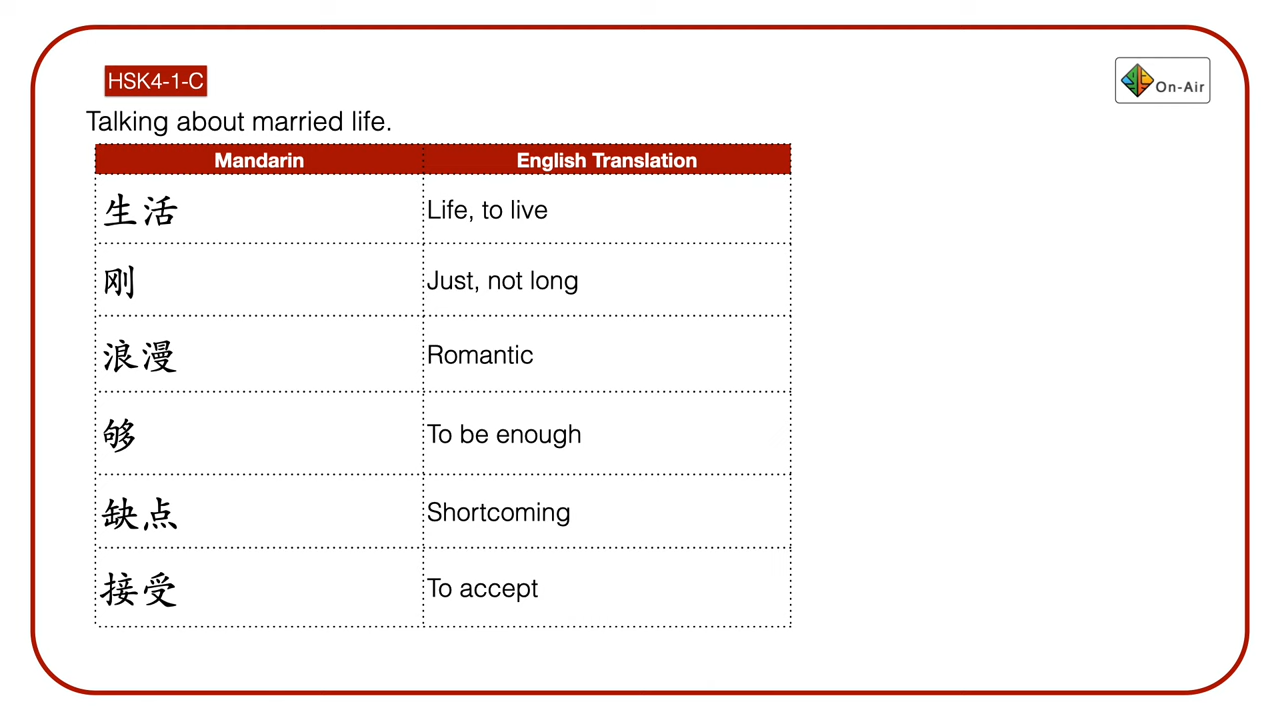 HSK4-1-C
On-Air
Talking about married life.
Mandarin English Translation
生活 Life, to live
刚 Just, not long
浪漫 Romantic
够 To be enough
缺点 Shortcoming
接受 To accept